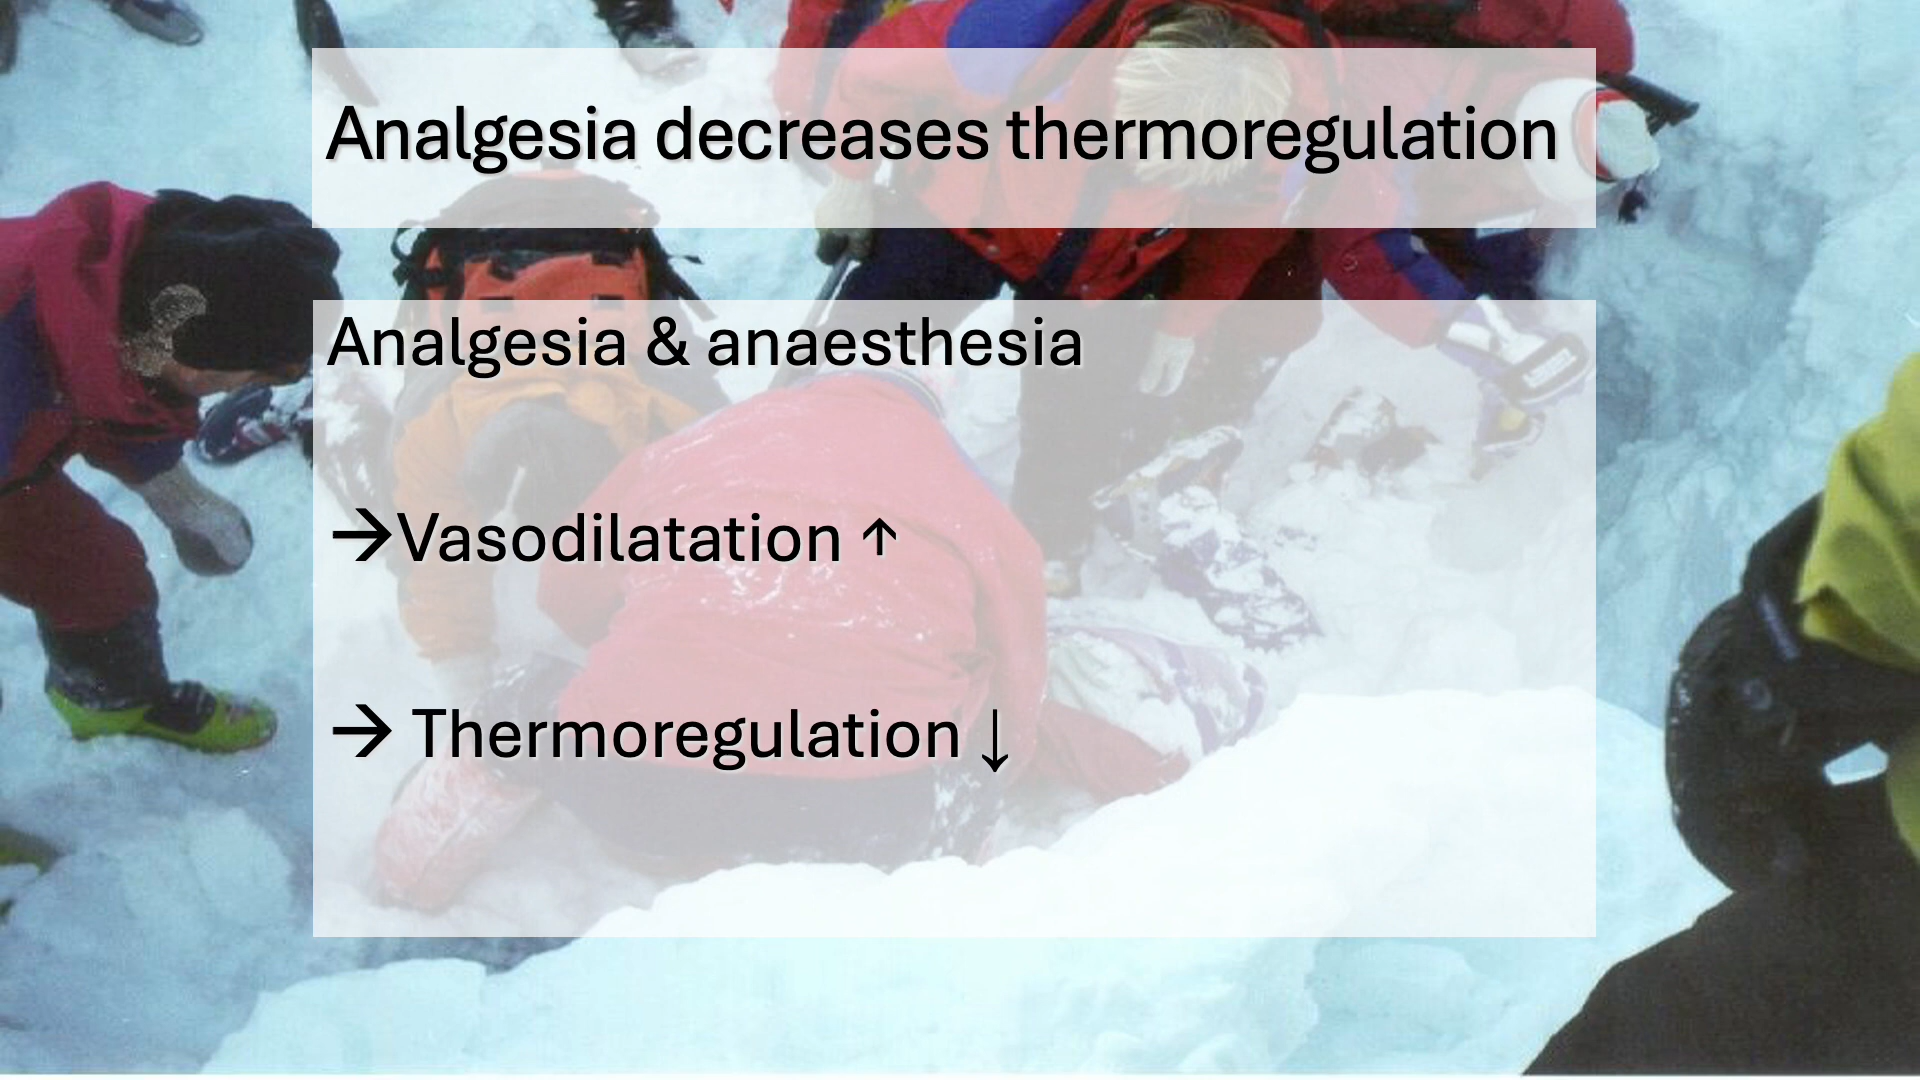 Analgesia decreases thermoregulation
Analgesia & anaesthesia
→Vasodilatation ↑
→ Thermoregulation ↓